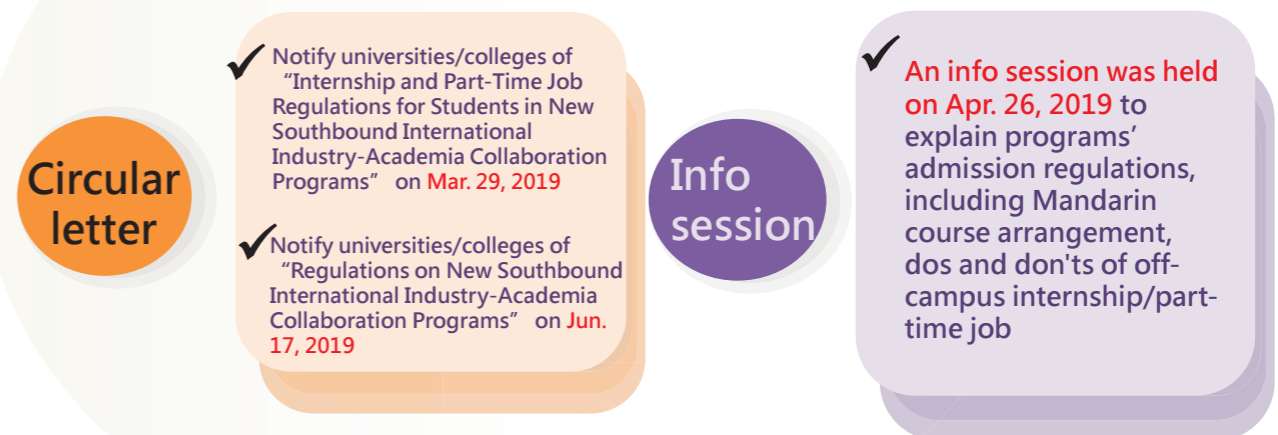 Circular
letter
✓ Notify universities/colleges of
“Internship and Part-Time Job
Regulations for Students in New
Southbound International
Industry-Academia Collaboration
Programs” on Mar. 29, 2019
✓ Notify universities/colleges of
“Regulations on New Southbound
International Industry-Academia
Collaboration Programs” on Jun.
17, 2019
Info
session
✓ An info session was held
on Apr. 26, 2019 to
explain programs’
admission regulations,
including Mandarin
course arrangement,
dos and don'ts of off-
campus internship/part-
time job